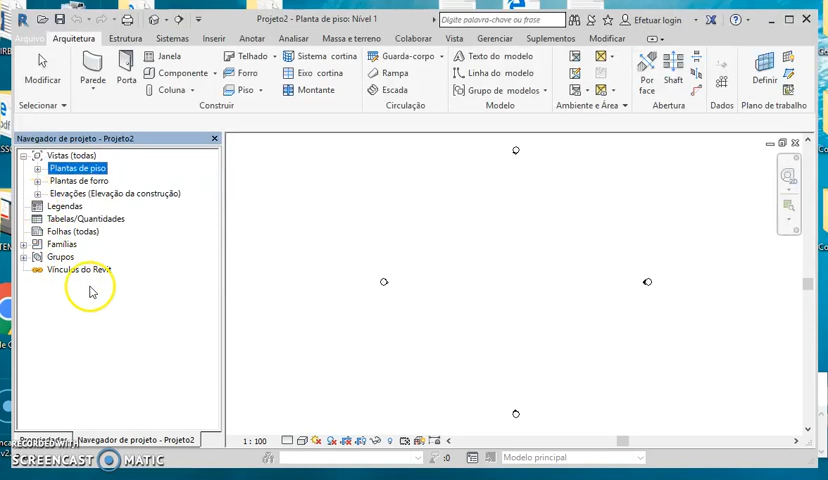 Projeto2 - Planta de piso: Nível 1
Digite palavra-chave ou frase
Efetuar login
Arquivo Arquitetura Estrutura Sistemas Inserir Anotar Analisar Massa e terreno Colaborar Vista Gerenciar Suplementos Modificar
Modificar
Parede
Porta
Janela
Componente
Coluna
Telhado
Forro
Piso
Sistema cortina
Eixo cortina
Montante
Guarda-corpo
Rampa
Escada
Texto do modelo
Linha do modelo
Grupo de modelos
Por face
Shaft
Definir
Selecionar
Construir
Circulação
Modelo
Ambiente e Área
Abertura
Dados
Plano de trabalho
Navegador de projeto - Projeto2
Vistas (todas)
Plantas de piso
Plantas de forro
Elevações (Elevação da construção)
Legendas
Tabelas/Quantidades
Folhas (todas)
Famílias
Grupos
Vínculos do Revit
Navegador de projeto - Projeto2
1 : 100
RECORDED WITH
SCREENCAST MATIC
:0
Modelo principal